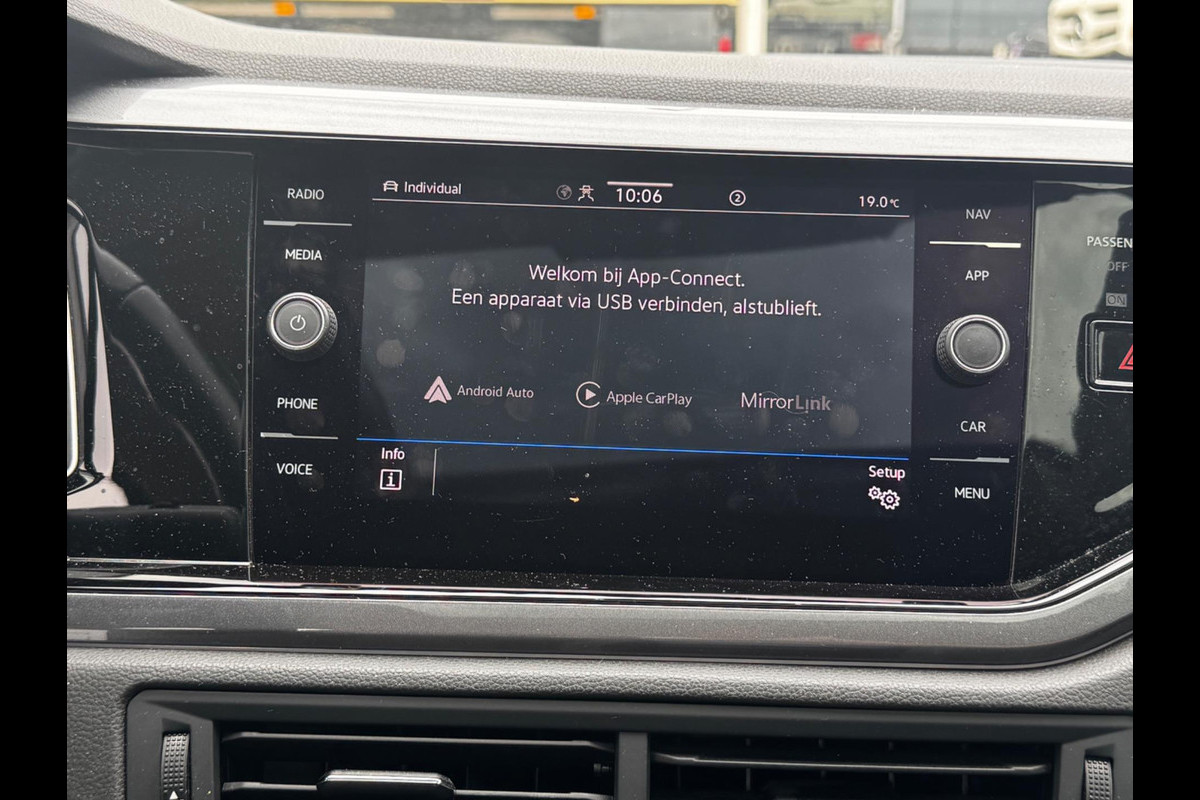 RADIO
MEDIA
PHONE
VOICE
Individual
10:06
2
19.0°C
Welkom bij App-Connect.
Een apparaat via USB verbinden, alstublieft.
Android Auto
Apple CarPlay
MirrorLink
Info
i
Setup
NAV
APP
CAR
MENU
PASSEN
OFF
ON